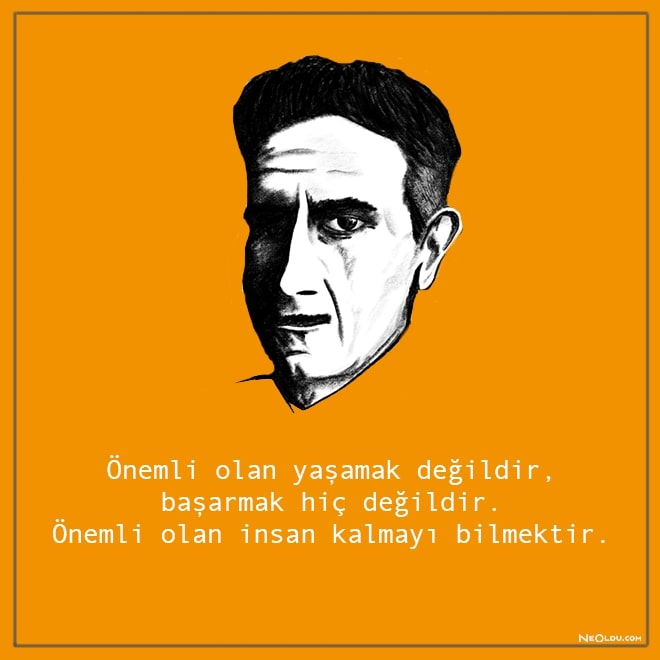 Önemli olan yaşamak değildir,
başarmak hiç değildir.
Önemli olan insan kalmayı bilmektir.
NeOldu.com